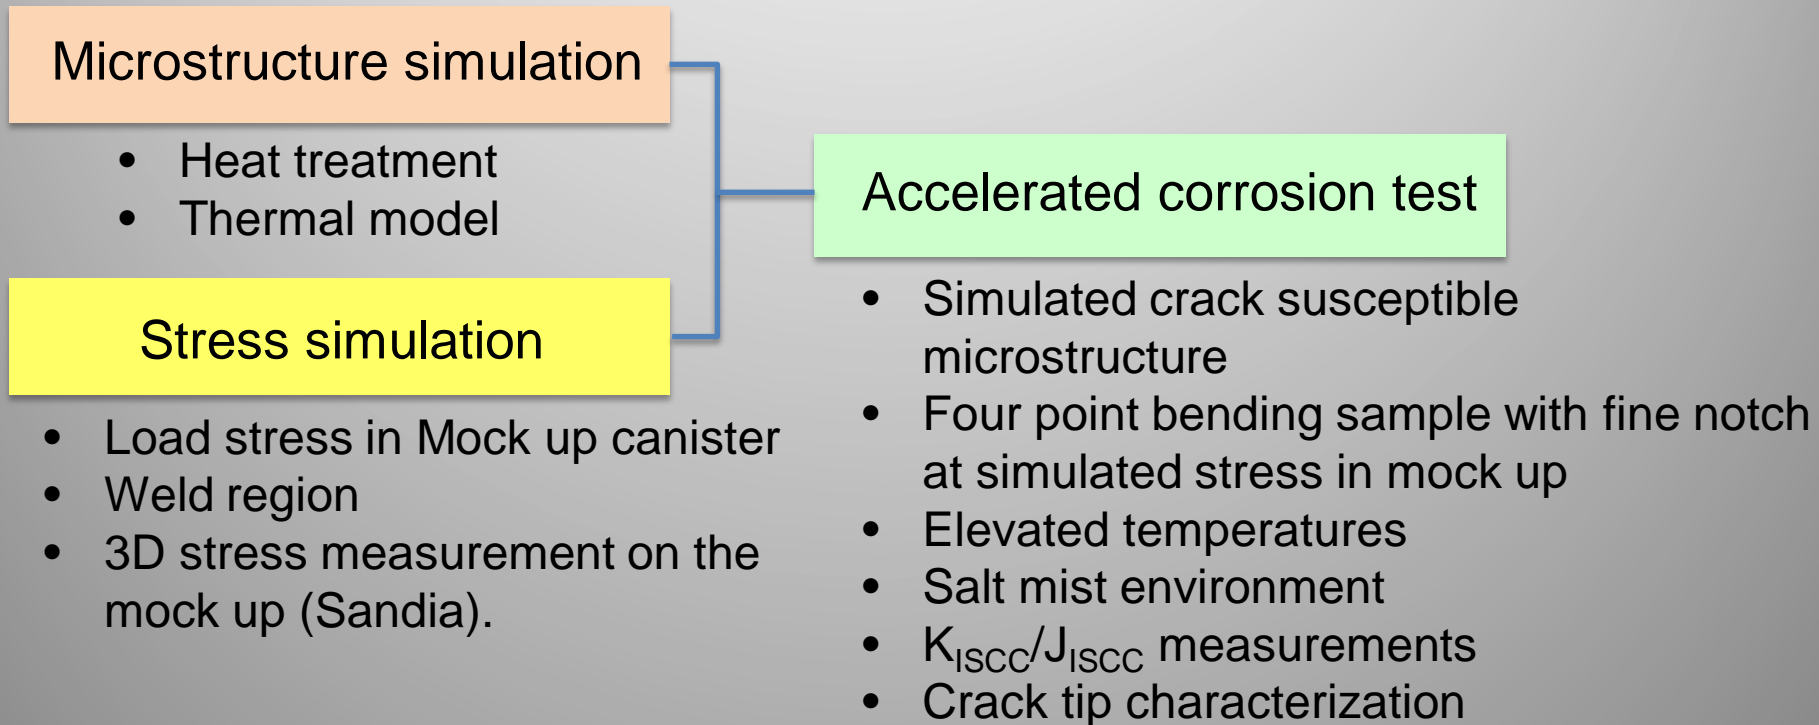 Microstructure simulation
• Heat treatment
• Thermal model
Stress simulation
• Load stress in Mock up canister
• Weld region
• 3D stress measurement on the
mock up (Sandia).
Accelerated corrosion test
• Simulated crack susceptible
microstructure
• Four point bending sample with fine notch
at simulated stress in mock up
• Elevated temperatures
• Salt mist environment
• KISCC/JISCC measurements
• Crack tip characterization